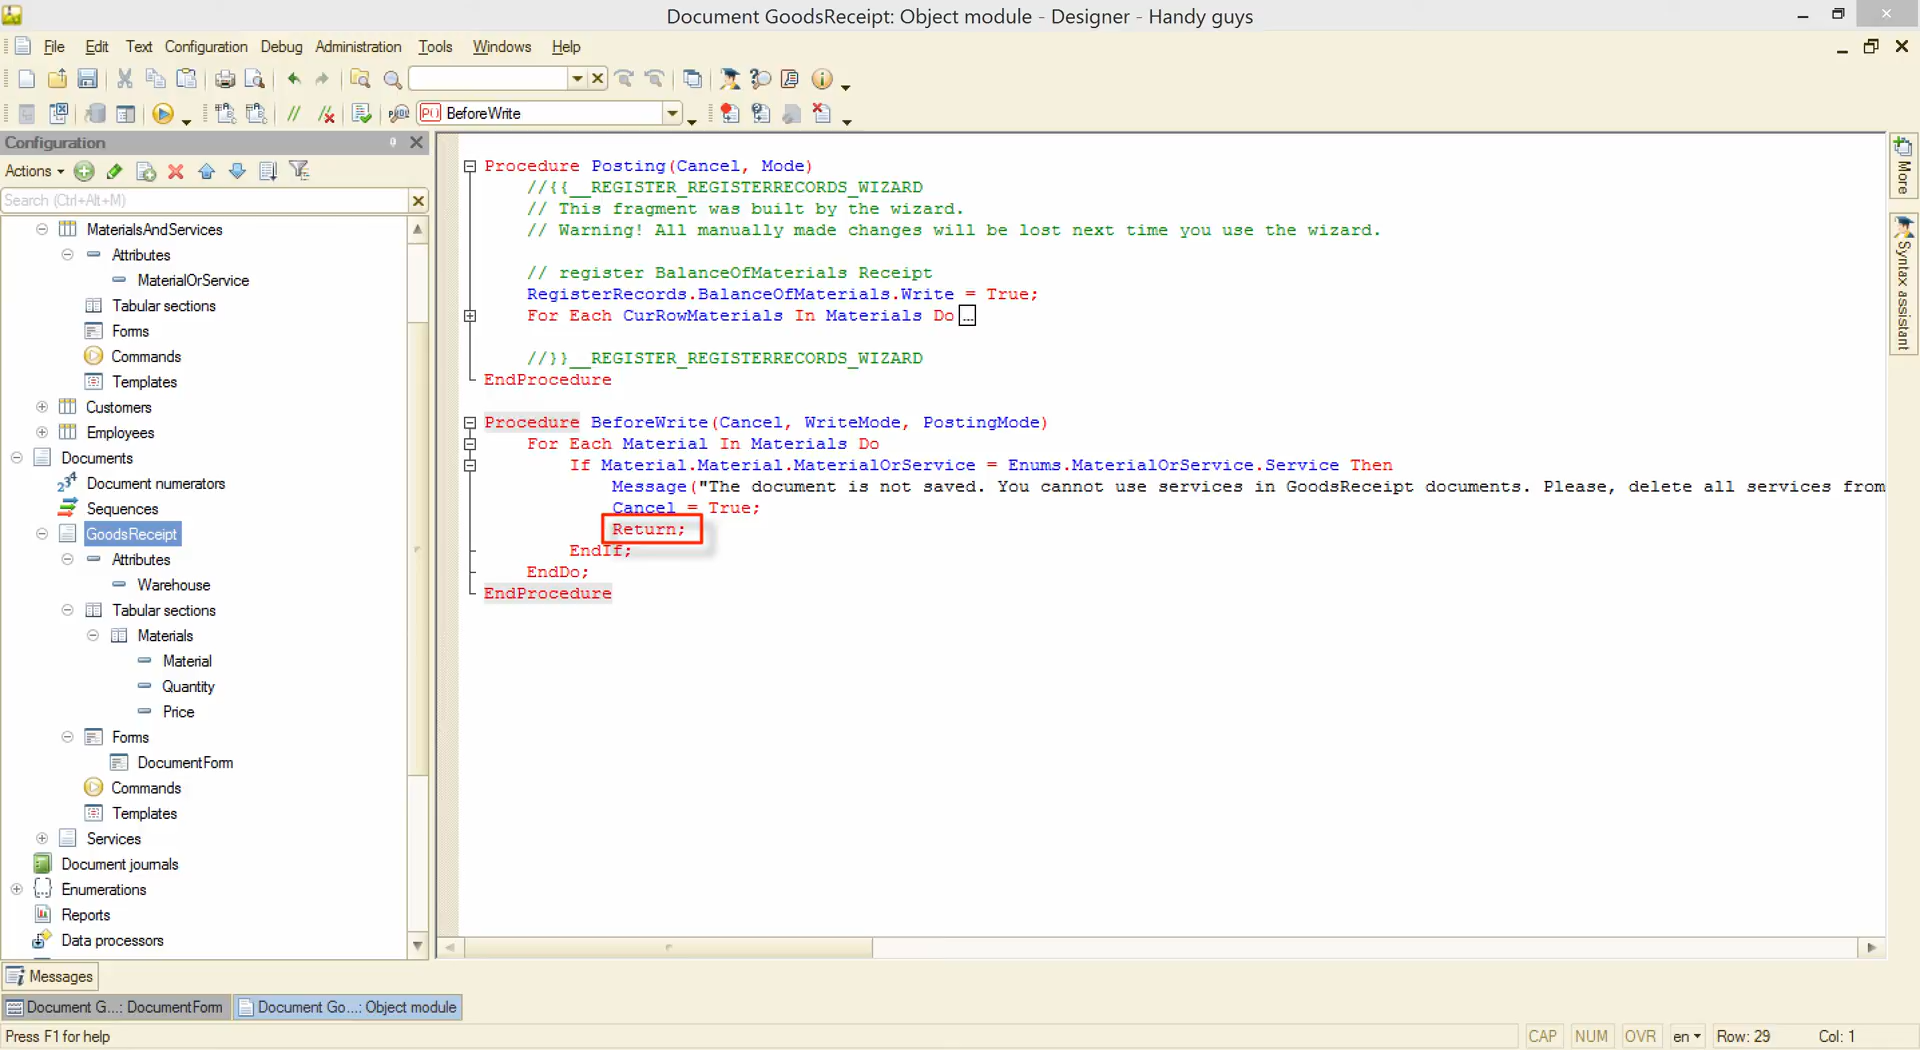 Document GoodsReceipt: Object module - Designer - Handy guys
File Edit Text Configuration Debug Administration Tools Windows Help
BeforeWrite
Configuration
Actions
Search (Ctrl+Alt+M)
MaterialsAndServices
Attributes
MaterialOrService
Tabular sections
Forms
Commands
Templates
Customers
Employees
Documents
Document numerators
Sequences
GoodsReceipt
Attributes
Warehouse
Tabular sections
Materials
Material
Quantity
Price
Forms
DocumentForm
Commands
Templates
Services
Document journals
Enumerations
Reports
Data processors
Procedure Posting(Cancel, Mode)
//{{__REGISTER_REGISTERRECORDS_WIZARD
// This fragment was built by the wizard.
// Warning! All manually made changes will be lost next time you use the wizard.
// register BalanceOfMaterials Receipt
RegisterRecords.BalanceOfMaterials.Write = True;
For Each CurRowMaterials In Materials Do...
//}}__REGISTER_REGISTERRECORDS_WIZARD
EndProcedure
Procedure BeforeWrite(Cancel, WriteMode, PostingMode)
For Each Material In Materials Do
If Material.Material.MaterialOrService = Enums.MaterialOrService.Service Then
Message("The document is not saved. You cannot use services in GoodsReceipt documents. Please, delete all services from
Cancel = True;
Return;
EndIf;
EndDo;
EndProcedure
More
Syntax assistant
Messages
Document G...: DocumentForm
Document Go...: Object module
Press F1 for help
CAP NUM OVR en Row: 29 Col: 1